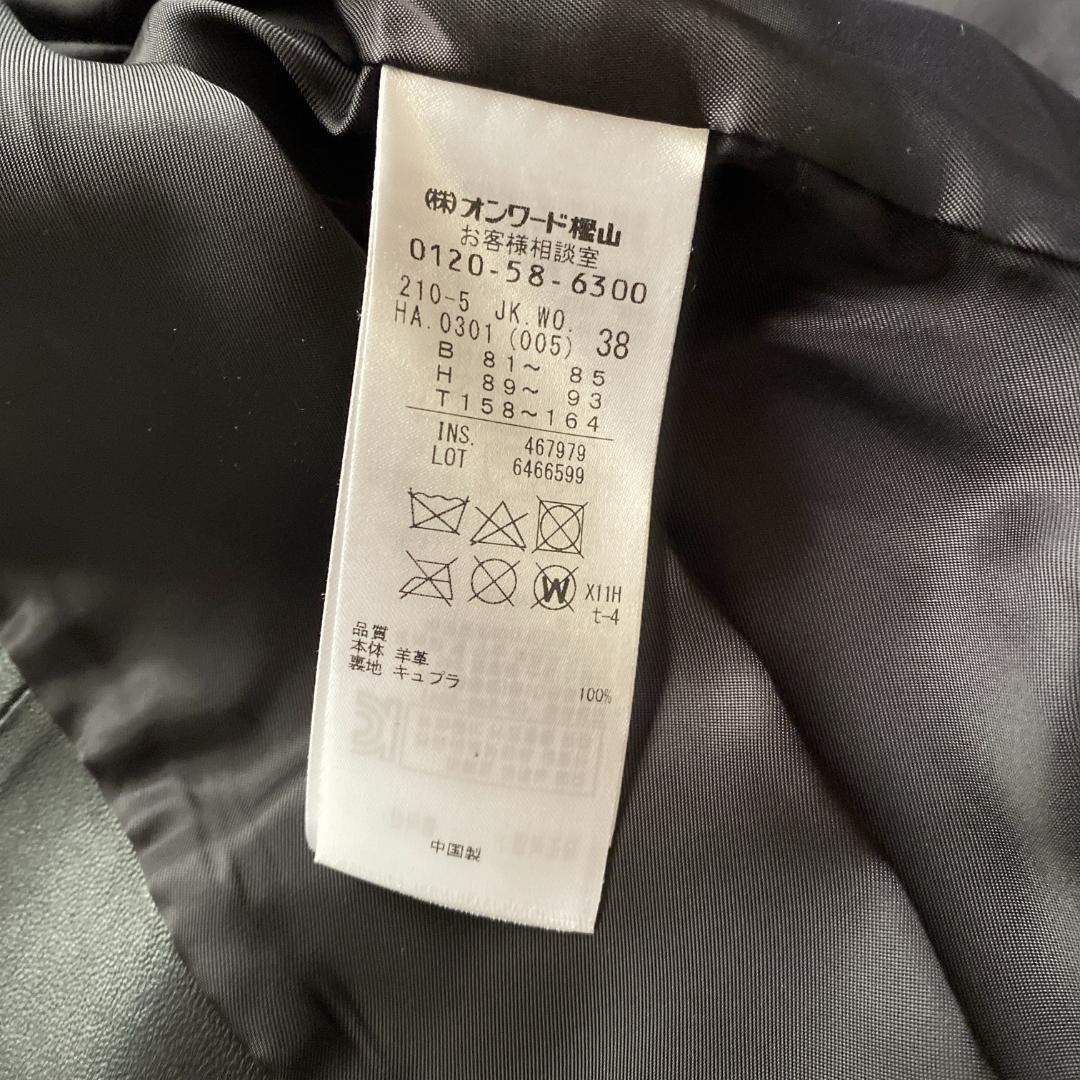 (株)オンワード樫山
お客様相談室
0120-58-6300
210-5 JK.WO.
HA.0301 (005) 38
B 81~ 85
H 89~ 93
T158~164
INS. 467979
LOT 6466599
W X11H
t-4
品質
本体 羊革
裏地 キュプラ 100%
中国製